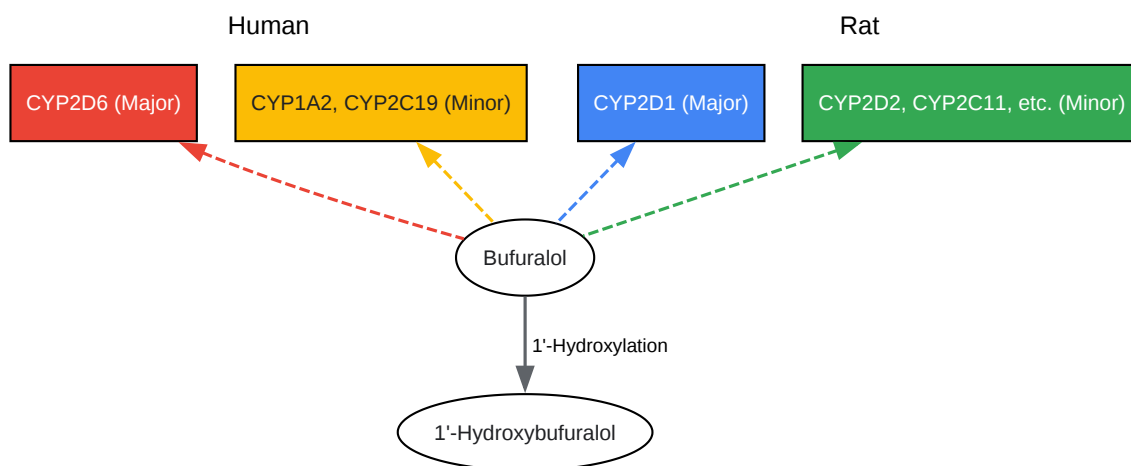 Human
Rat
CYP2D6 (Major)
CYP1A2, CYP2C19 (Minor)
CYP2D1 (Major)
CYP2D2, CYP2C11, etc. (Minor)
Bufuralol
1'-Hydroxylation
1'-Hydroxybufuralol